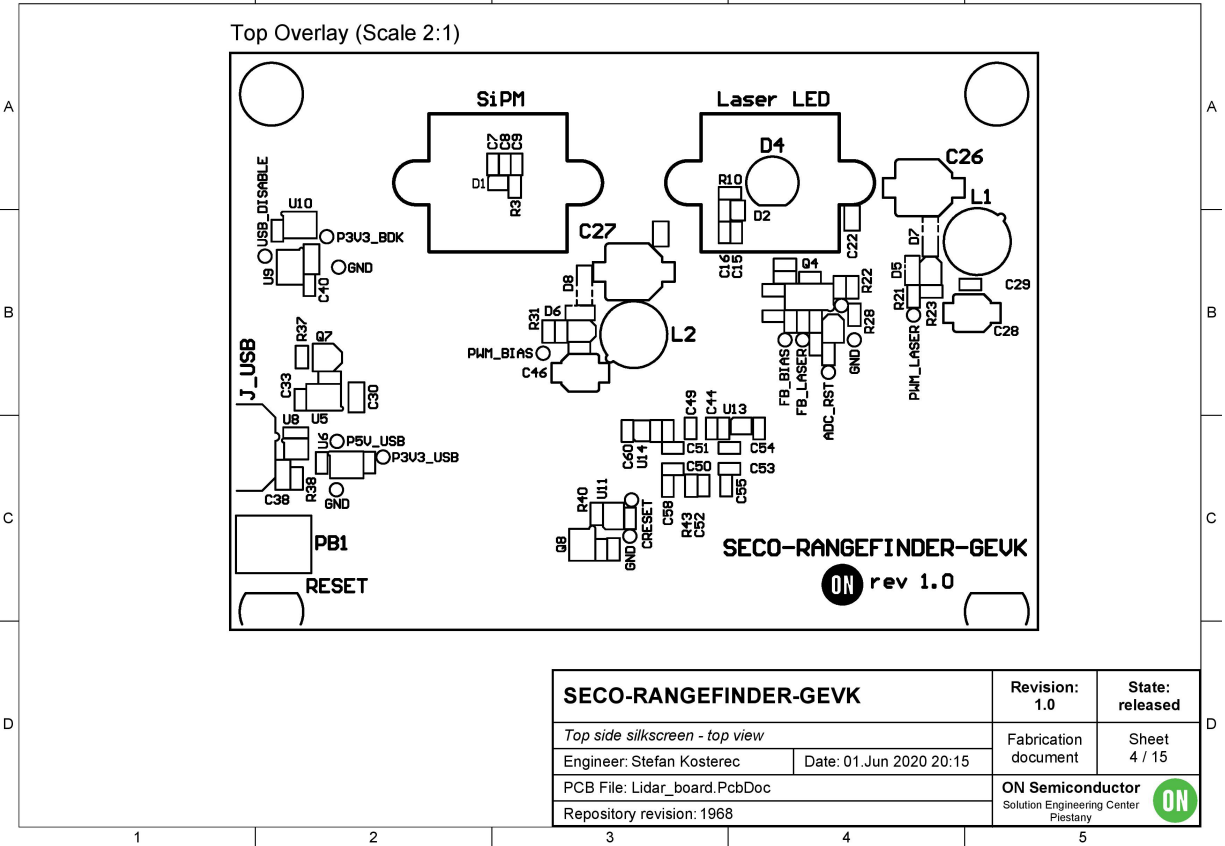 Top Overlay (Scale 2:1)
A
A
SiPM
Laser LED
C7
C8
C9
D1
R3
D4
R10
D2
C26
L1
USB_DISABLE
U10
P3V3_BDK
U9
GND
C40
C27
C16
C15
C22
D7
D8
Q4
D5
R22
C29
B
B
R31
D6
L2
R28
R21
R23
C28
R37
Q7
PWM_BIAS
C46
FB_BIAS
FB_LASER
GND
PWM_LASER
J_USB
C33
C30
ADC_RST
U8
U5
C49
C44
U13
U6
P5V_USB
P3V3_USB
C60
U14
C51
C54
C50
C53
C38
R38
GND
R40
U11
CRESET
C58
R43
C52
C55
C
C
PB1
Q8
GND
SECO-RANGEFINDER-GEVK
RESET
ON
rev 1.0
SECO-RANGEFINDER-GEVK
Revision:
1.0
State:
released
D
D
Top side silkscreen - top view
Fabrication
document
Sheet
4 / 15
Engineer: Stefan Kosterec
Date: 01.Jun 2020 20:15
PCB File: Lidar_board.PcbDoc
ON Semiconductor
Solution Engineering Center
Piestany
ON
Repository revision: 1968
1
2
3
4
5